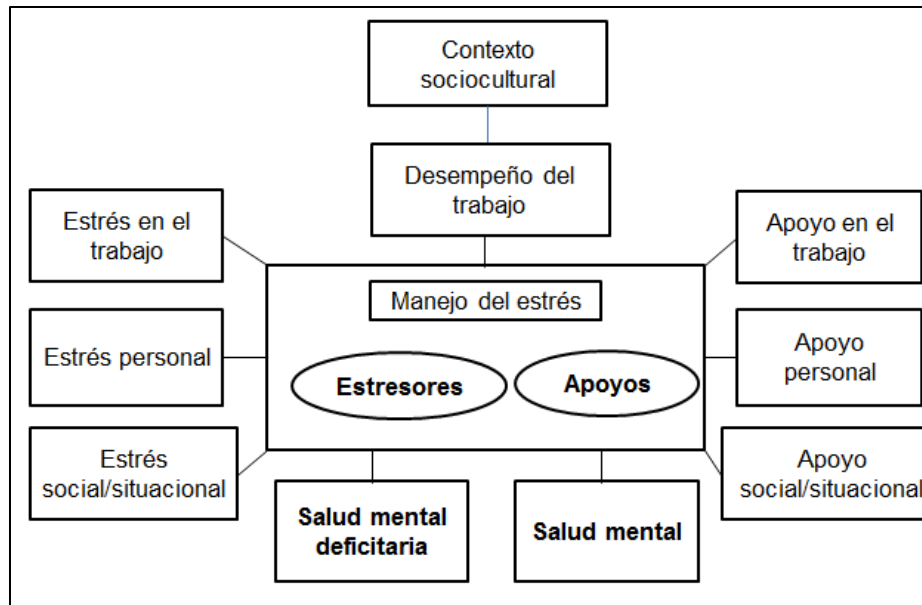 Contexto
sociocultural
Desempeño del
trabajo
Estrés en el
trabajo
Apoyo en el
trabajo
Manejo del estrés
Estrés personal
Estresores
Apoyos
Apoyo
personal
Estrés
social/situacional
Apoyo
social/situacional
Salud mental
deficitaria
Salud mental